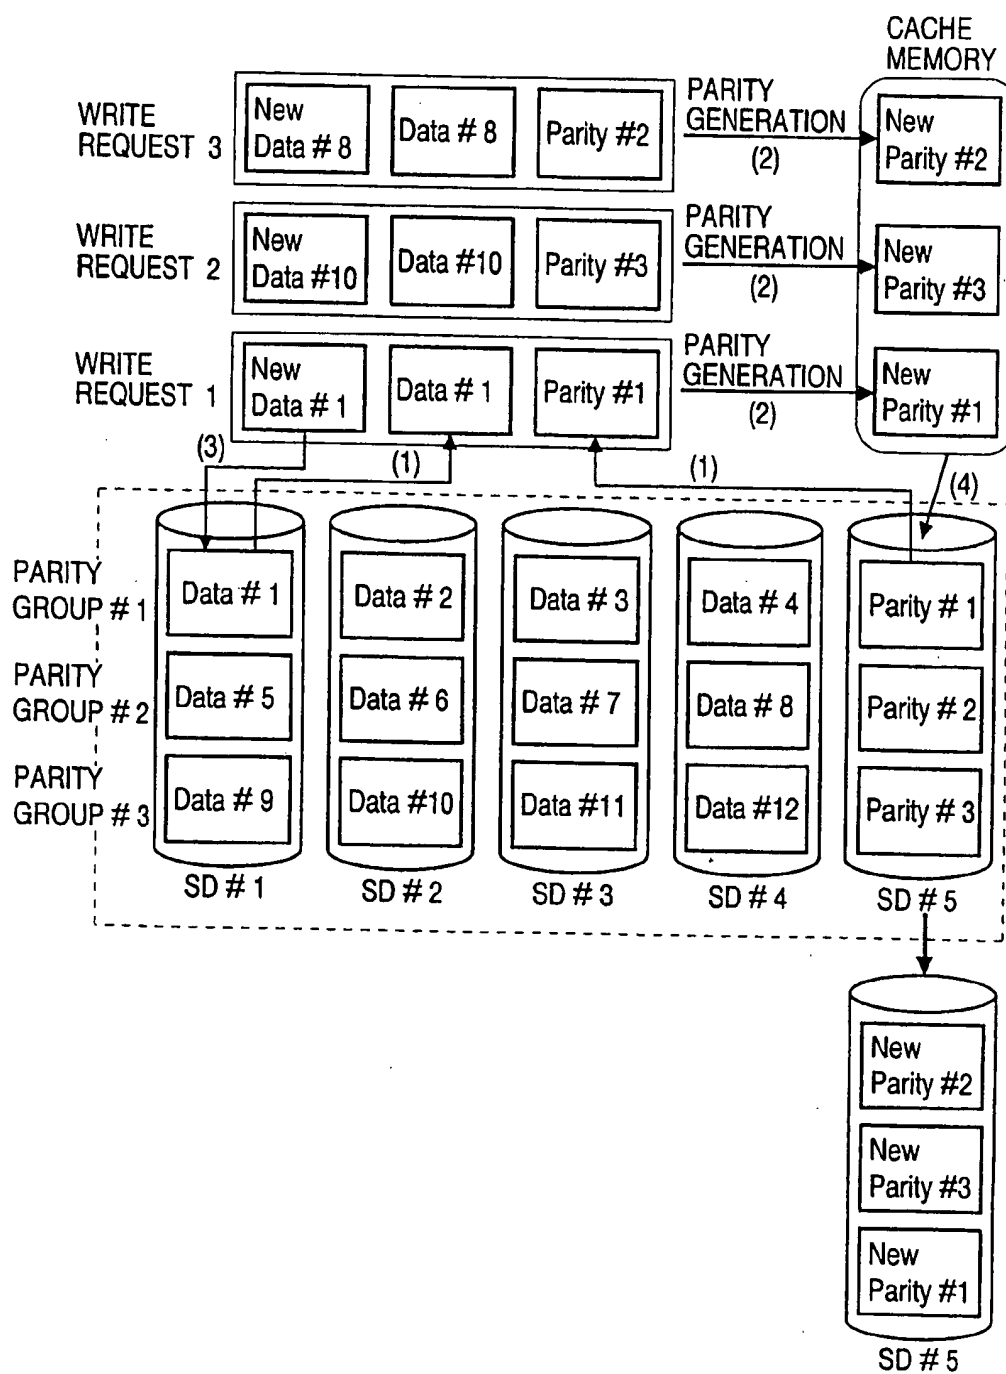 CACHE
MEMORY
WRITE
REQUEST 3
New
Data # 8
Data # 8
Parity #2
PARITY
GENERATION
(2)
New
Parity #2
WRITE
REQUEST 2
New
Data #10
Data #10
Parity #3
PARITY
GENERATION
(2)
New
Parity #3
WRITE
REQUEST 1
New
Data # 1
Data # 1
Parity #1
PARITY
GENERATION
(2)
New
Parity #1
(3)
(1)
(1)
(4)
PARITY
GROUP # 1
Data # 1
Data # 2
Data # 3
Data # 4
Parity # 1
PARITY
GROUP # 2
Data # 5
Data # 6
Data # 7
Data # 8
Parity # 2
PARITY
GROUP # 3
Data # 9
Data #10
Data #11
Data #12
Parity # 3
SD # 1
SD # 2
SD # 3
SD # 4
SD # 5
New
Parity #2
New
Parity #3
New
Parity #1
SD # 5